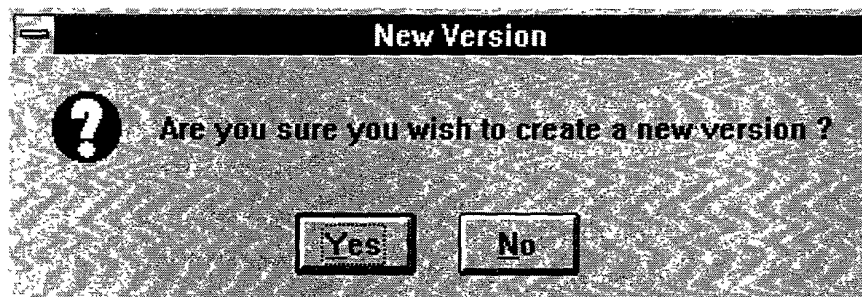 New Version
Are you sure you wish to create a new version ?
Yes
No